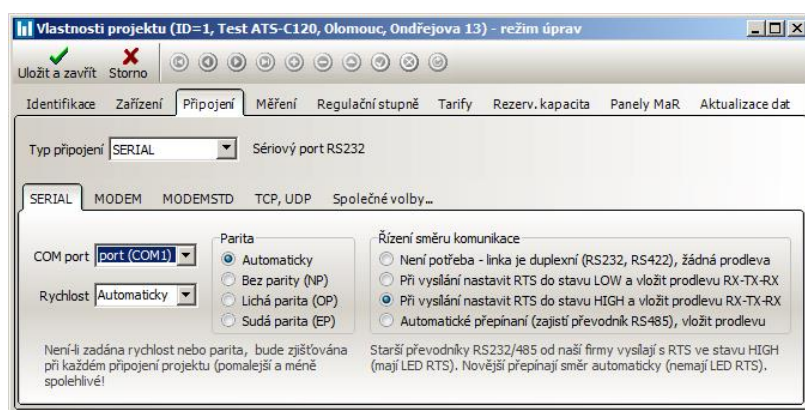 Vlastnosti projektu (ID=1, Test ATS-C120, Olomouc, Ondřejova 13) - režim úprav
Uložit a zavřít Storno
Identifikace Zařízení Připojení Měření Regulační stupně Tarify Rezerv. kapacita Panely MaR Aktualizace dat
Typ připojení SERIAL Sériový port RS232
SERIAL MODEM MODEMSTD TCP, UDP Společné volby...
COM port port (COM1)
Rychlost Automaticky
Parita
Automaticky
Bez parity (NP)
Lichá parita (OP)
Sudá parita (EP)
Řízení směru komunikace
Není potřeba - linka je duplexní (RS232, RS422), žádná prodleva
Při vysílání nastavit RTS do stavu LOW a vložit prodlevu RX-TX-RX
Při vysílání nastavit RTS do stavu HIGH a vložit prodlevu RX-TX-RX
Automatické přepínaní (zajistí převodník RS485), vložit prodlevu
Není-li zadána rychlost nebo parita, bude zjišťována
při každém připojení projektu (pomalejší a méně
spolehlivé!
Starší převodníky RS232/485 od naší firmy vysílají s RTS ve stavu HIGH
(mají LED RTS). Novější přepínají směr automaticky (nemají LED RTS).